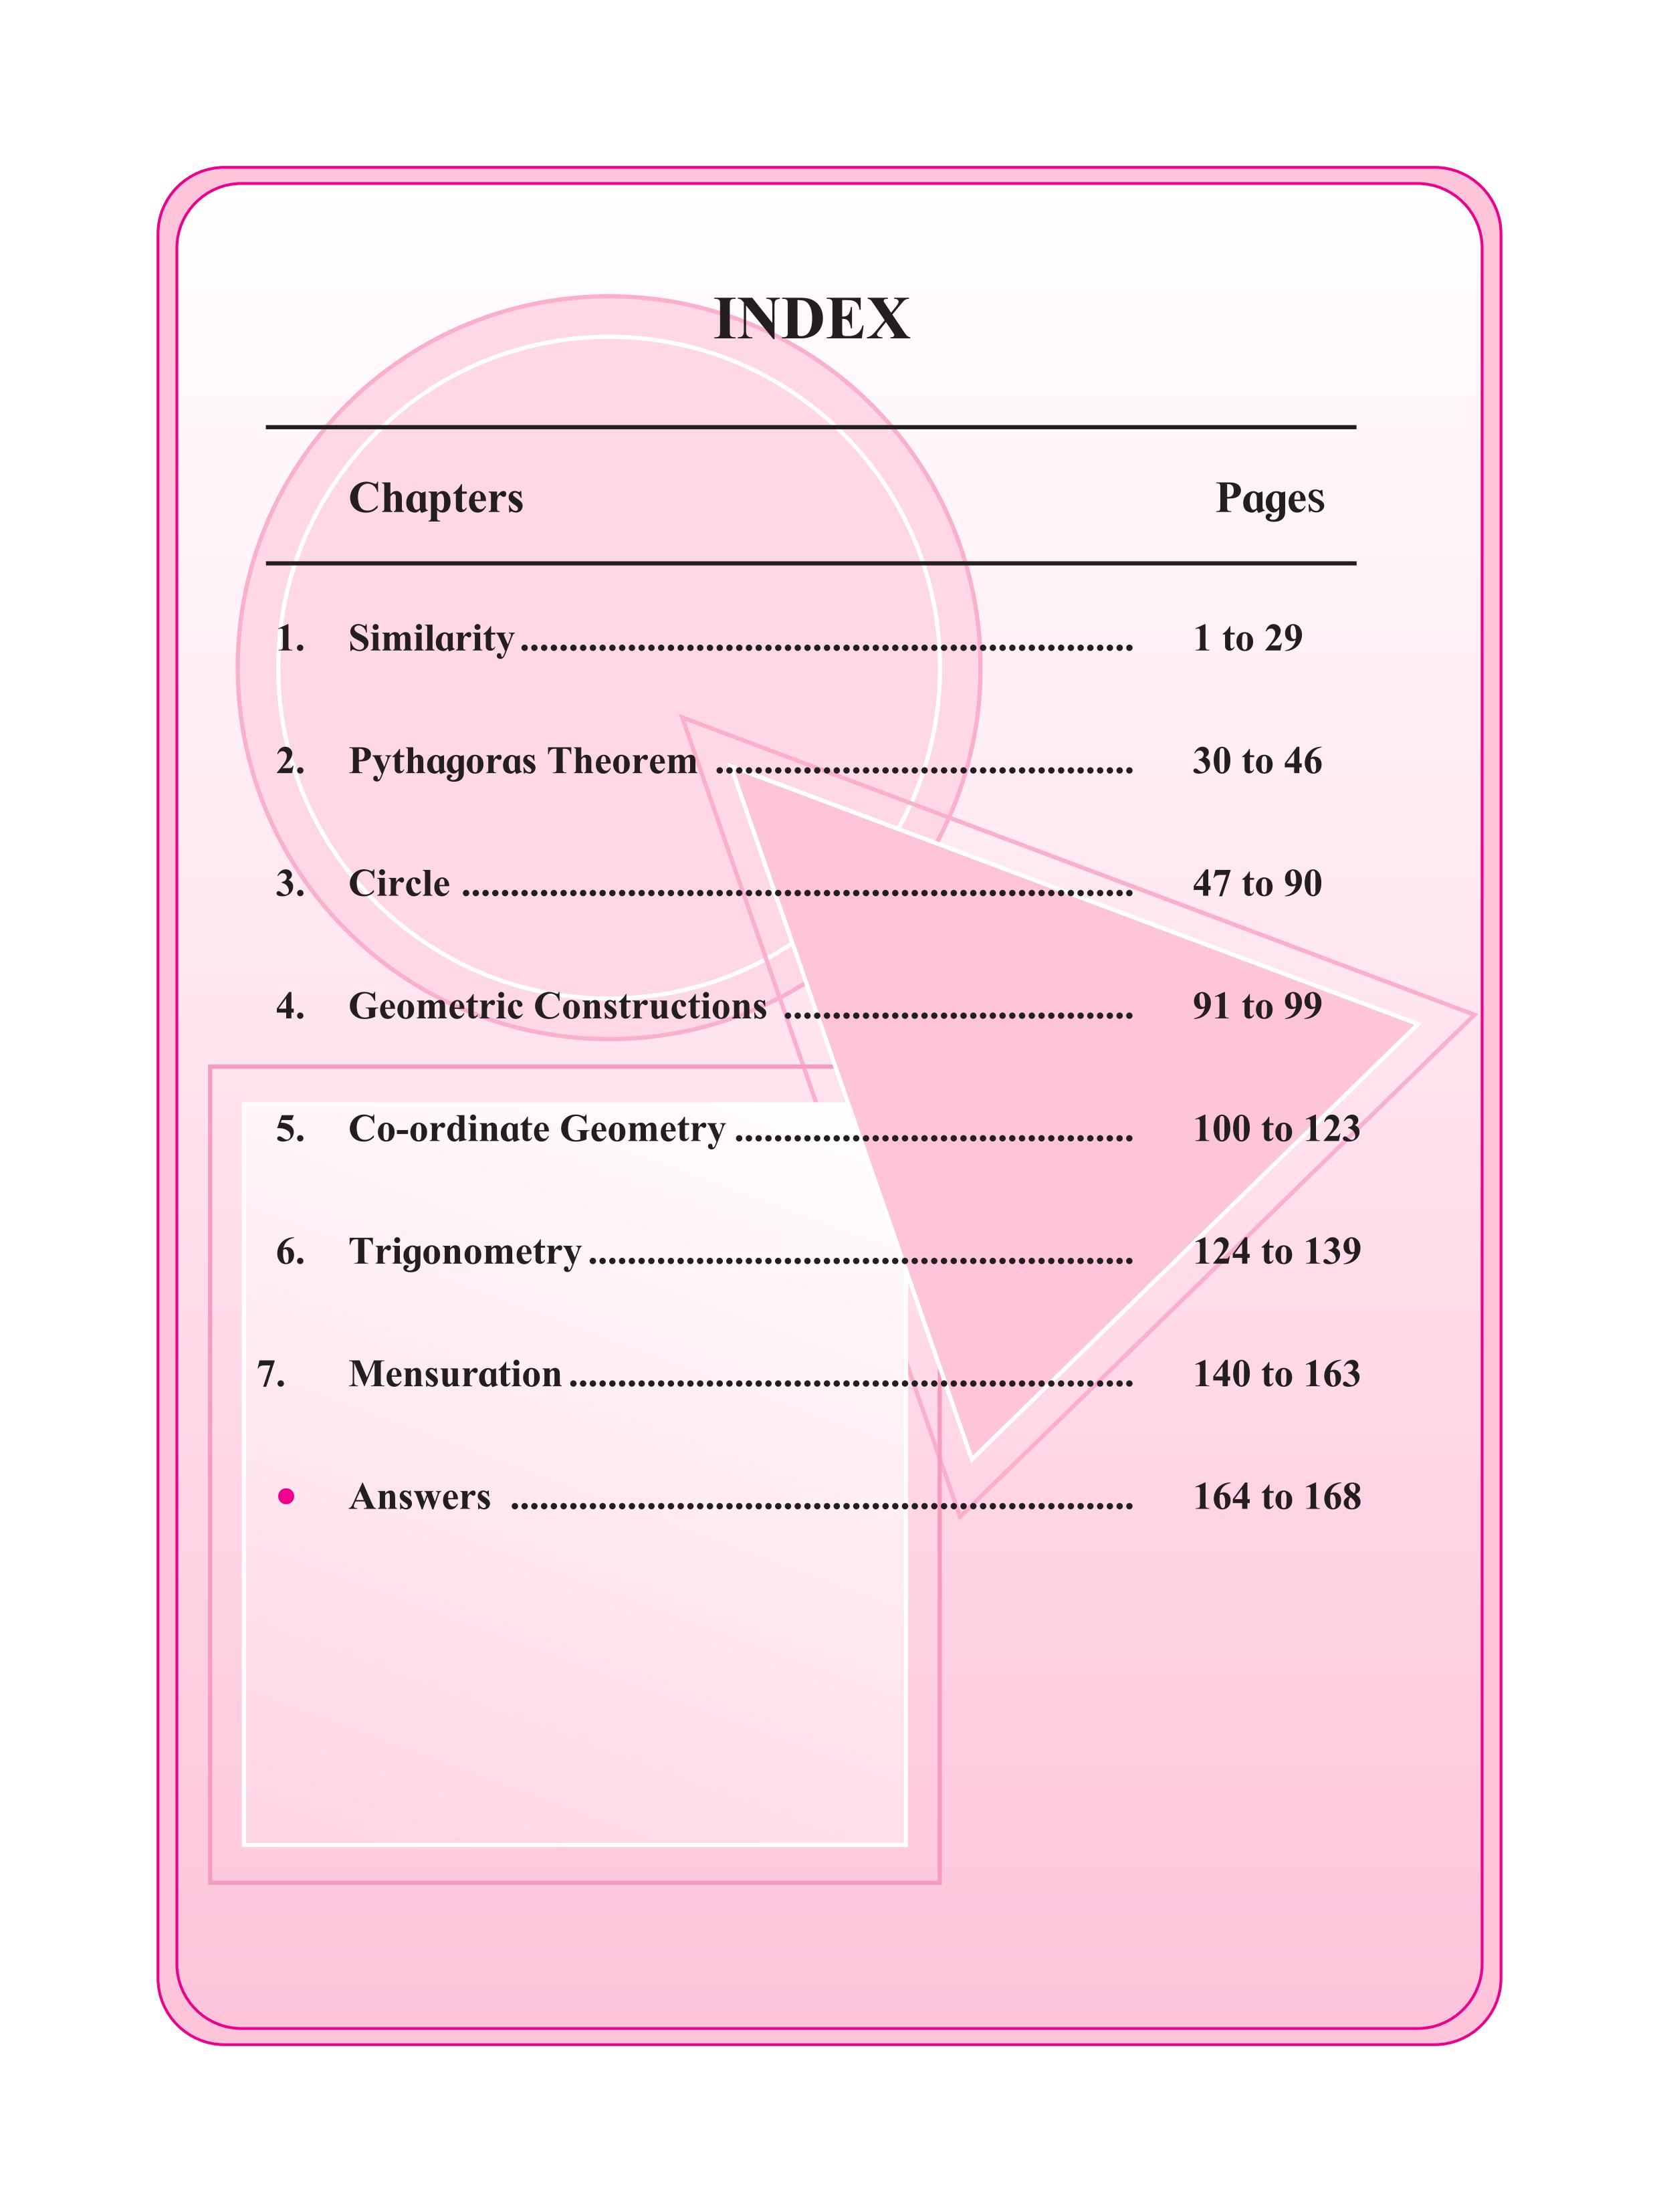 INDEX
Chapters Pages
1. Similarity............................................................... 1 to 29
2. Pythagoras Theorem ........................................... 30 to 46
3. Circle ..................................................................... 47 to 90
4. Geometric Constructions .................................... 91 to 99
5. Co-ordinate Geometry......................................... 100 to 123
6. Trigonometry........................................................ 124 to 139
7. Mensuration.......................................................... 140 to 163
• Answers ................................................................ 164 to 168